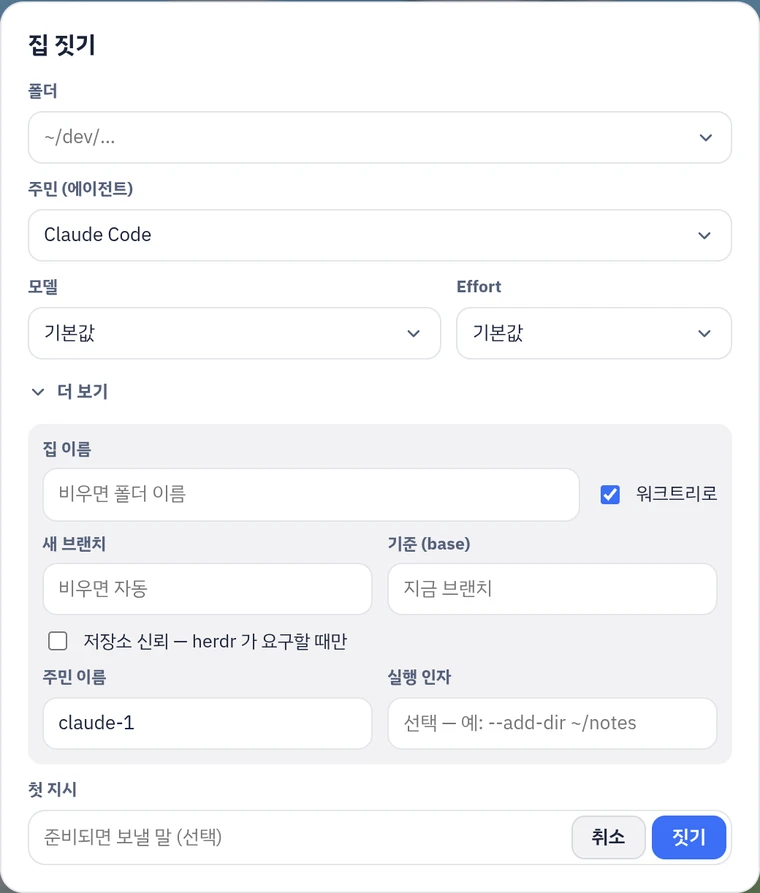 집 짓기
폴더
~/dev/...
주민 (에이전트)
Claude Code
모델
Effort
기본값
기본값
더 보기
집 이름
비우면 폴더 이름
워크트리로
새 브랜치
기준 (base)
비우면 자동
지금 브랜치
저장소 신뢰 — herdr 가 요구할 때만
주민 이름
실행 인자
claude-1
선택 — 예: --add-dir ~/notes
첫 지시
준비되면 보낼 말 (선택)
취소
짓기